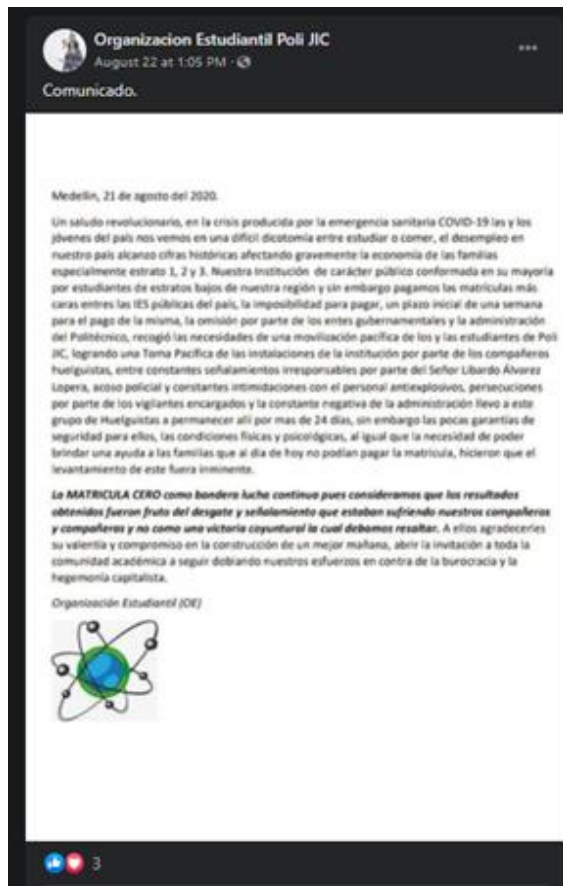 Organizacion Estudiantil Poli JIC
August 22 at 1:05 PM ·
Comunicado.
Medellín, 21 de agosto del 2020.
Un saludo revolucionario, en la crisis producida por la emergencia sanitaria COVID-19 las y los
jóvenes del país nos vemos en una difícil dicotomía entre estudiar o comer, el desempleo en
nuestro país alcanzo cifras históricas afectando gravemente la economía de las familias
especialmente estrato 1, 2 y 3. Nuestra Institución de carácter público conformada en su mayoría
por estudiantes de estratos bajos de nuestra región y sin embargo pagamos las matrículas más
caras entres las IES públicas del país, la imposibilidad para pagar, un plazo inicial de una semana
para el pago de la misma, la omisión por parte de los entes gubernamentales y la administración
del Politécnico, recogió las necesidades de una movilización pacífica de los y las estudiantes de Poli
JIC, logrando una Toma Pacífica de las instalaciones de la institución por parte de los compañeros
huelguistas, entre constantes señalamientos irresponsables por parte del Señor Libardo Álvarez
Lopera, acoso policial y constantes intimidaciones con el personal antiexplosivos, persecuciones
por parte de los vigilantes encargados y la constante negativa de la administración llevo a este
grupo de Huelguistas a permanecer allí por mas de 24 días, sin embargo las pocas garantías de
seguridad para ellos, las condiciones físicas y psicológicas, al igual que la necesidad de poder
brindar una ayuda a las familias que al día de hoy no podían pagar la matrícula, hicieron que el
levantamiento de este fuera inminente.
La MATRICULA CERO como bandera lucha continua pues consideramos que los resultados
obtenidos fueron fruto del desgate y señalamiento que estaban sufriendo nuestros compañeros
y compañeras y no como una victoria coyuntural la cual debamos resaltar. A ellos agradecerles
su valentía y compromiso en la construcción de un mejor mañana, abrir la invitación a toda la
comunidad académica a seguir doblando nuestros esfuerzos en contra de la burocracia y la
hegemonía capitalista.
Organización Estudiantil (OE)
3